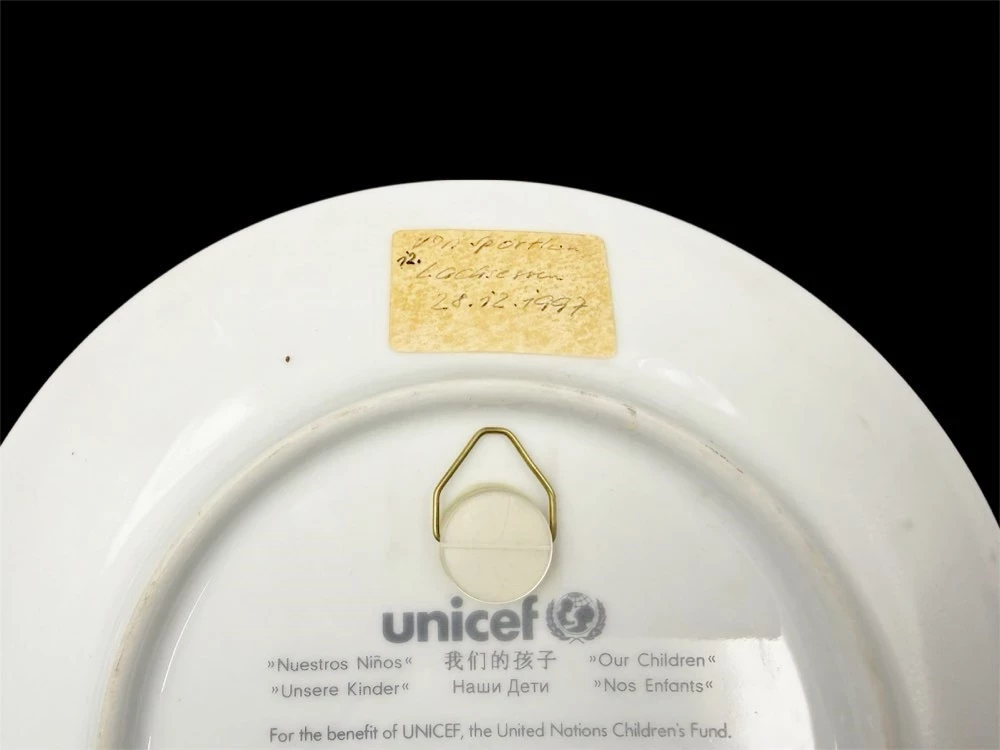 12.
28.12.1997
unicef
»Nuestros Niños« 我们的孩子 »Our Children«
»Unsere Kinder« Наши Дети »Nos Enfants«
For the benefit of UNICEF, the United Nations Children's Fund.